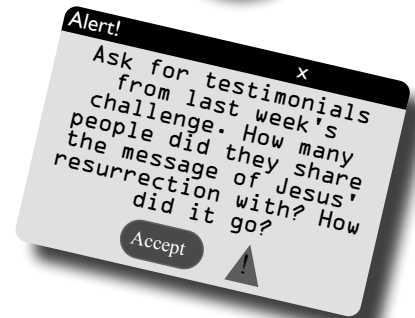 Alert!
x
Ask for testimonials
from last week's
challenge. How many
people did they share
the message of Jesus'
resurrection with? How
did it go?
Accept
!